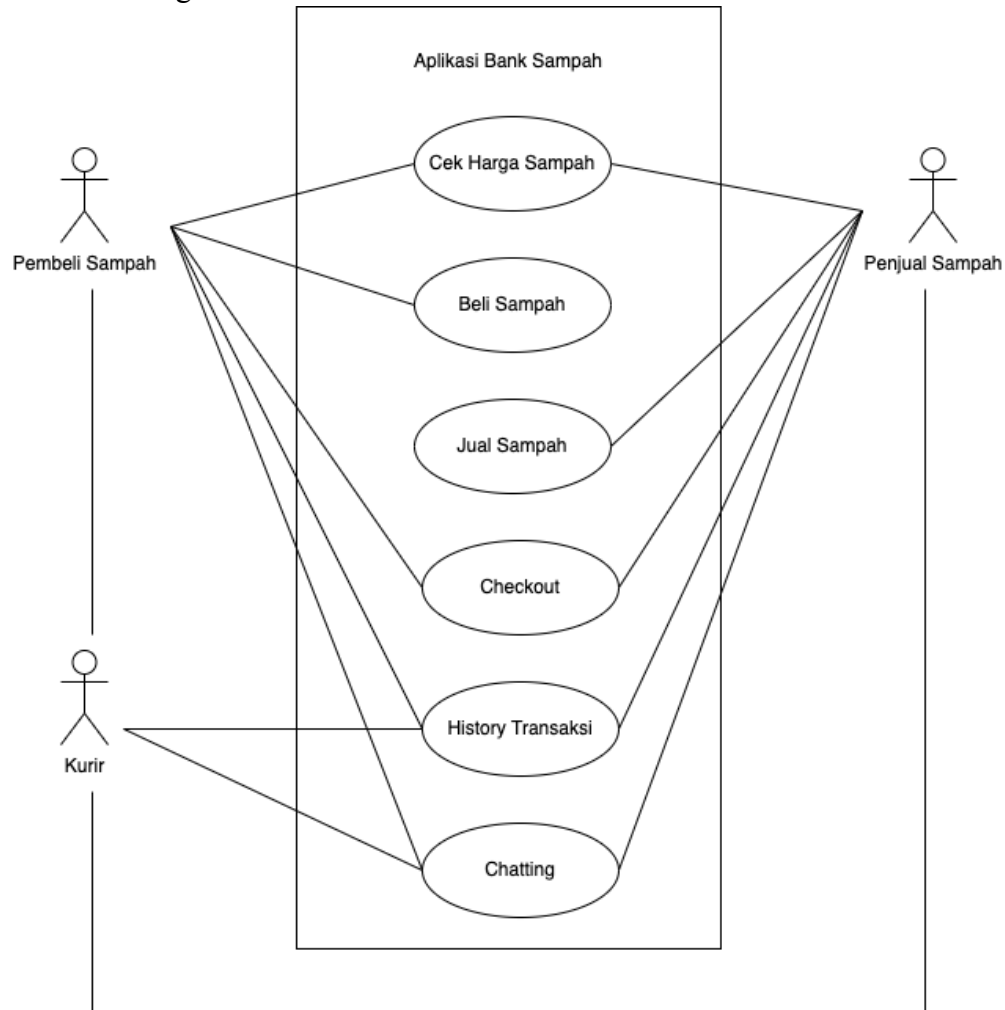 Aplikasi Bank Sampah
Cek Harga Sampah
Pembeli Sampah
Penjual Sampah
Beli Sampah
Jual Sampah
Checkout
History Transaksi
Kurir
Chatting